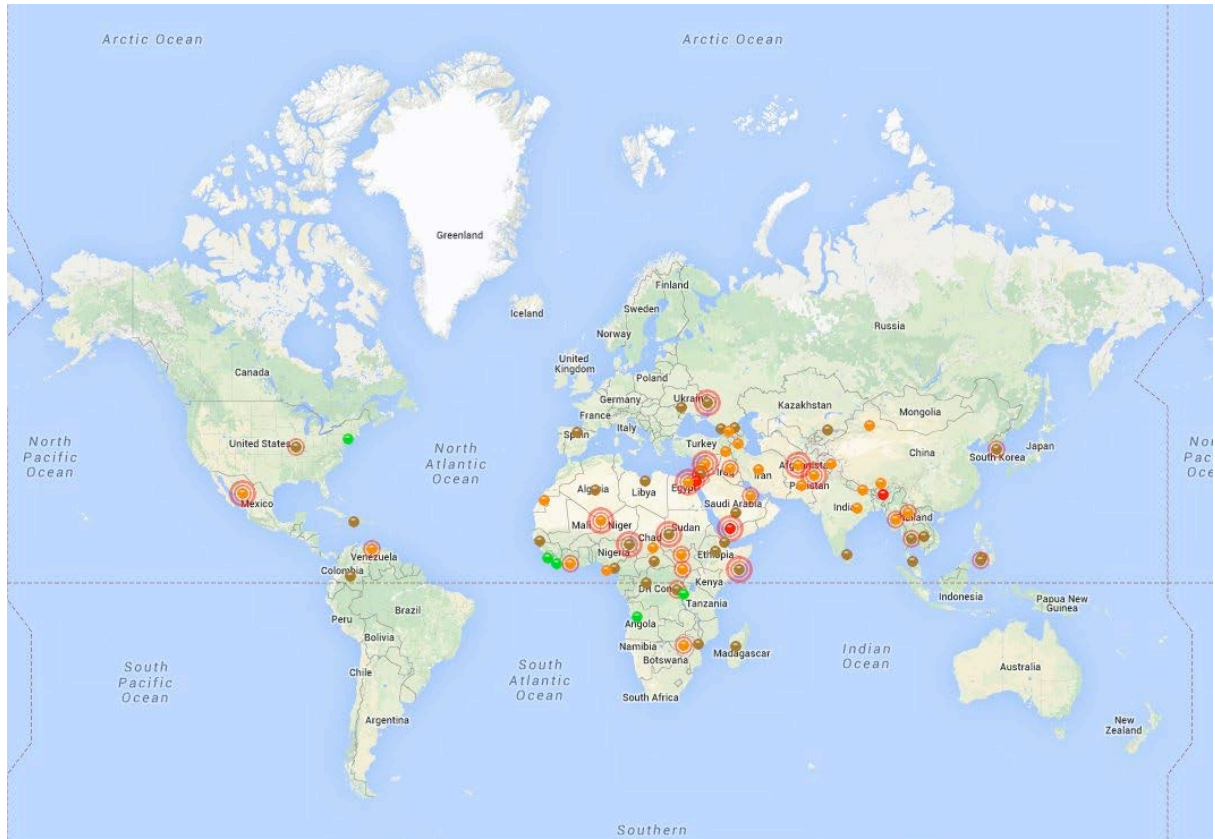 Arctic Ocean
Arctic Ocean
Greenland
Iceland
Finland
Sweden
Norway
Russia
United
Kingdom
Canada
Poland
Germany
Ukraine
Kazakhstan
Mongolia
France
Italy
Spain
Turkey
North
Pacific
Ocean
United States
North
Atlantic
Ocean
China
Japan
South Korea
Afghanistan
Iraq
Iran
Pakistan
Algeria
Libya
Egypt
Saudi Arabia
India
Mexico
Mali
Niger
Chad
Sudan
Thailand
Nigeria
Ethiopia
Venezuela
Colombia
DR Congo
Kenya
Indonesia
Papua New
Guinea
Tanzania
Brazil
Peru
Angola
Bolivia
Namibia
Botswana
Madagascar
Indian
Ocean
South
Pacific
Ocean
Chile
South
Atlantic
Ocean
Australia
South Africa
Argentina
New
Zealand
Southern